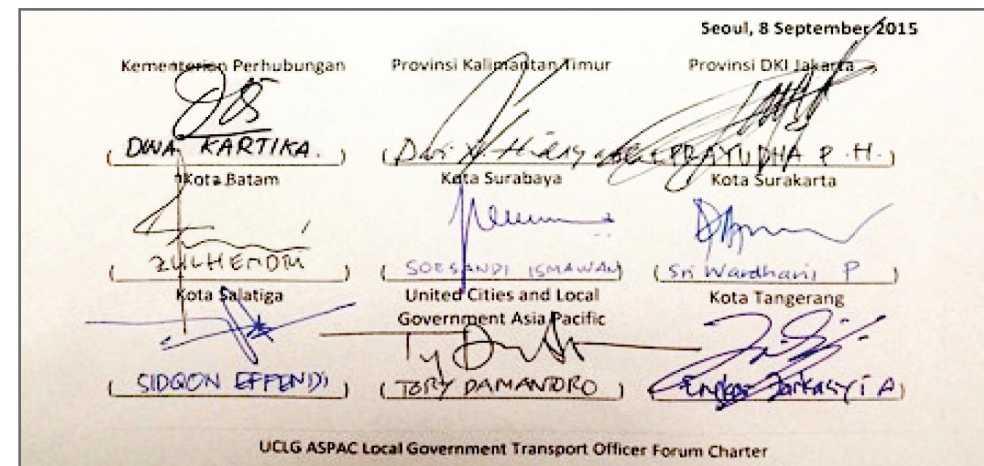 Seoul, 8 September 2015
Kementerian Perhubungan Provinsi Kalimantan Timur Provinsi DKI Jakarta
( DINA KARTIKA. ) ( Dwi PRAYUDHA P.H. )
Kota Batam Kota Surabaya Kota Surakarta
( ZULHENDRI ) ( SOESANDI ISMAWAN ) ( Sri Wardhani P )
Kota Salatiga United Cities and Local Kota Tangerang
Government Asia Pacific
( SIDQON EFFENDI ) ( TORY DAMANTORO ) ( A )
UCLG ASPAC Local Government Transport Officer Forum Charter